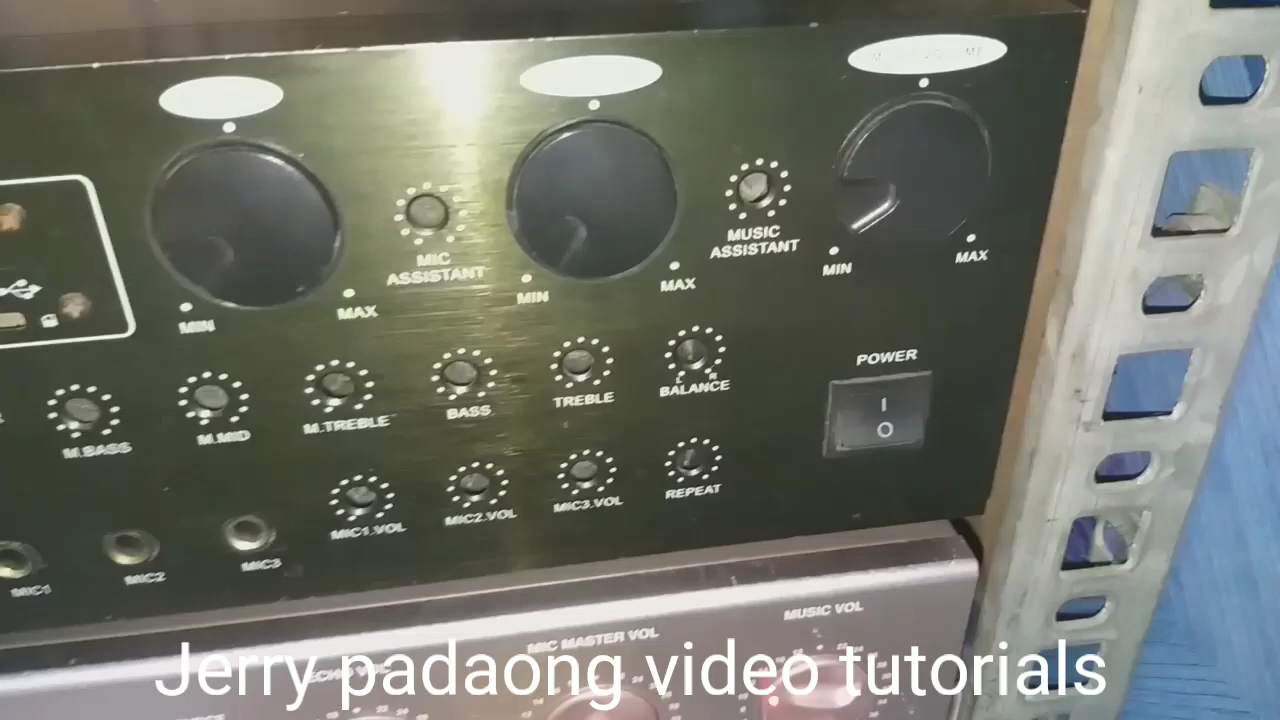 MIC
ASSISTANT
MUSIC
ASSISTANT
MIN
MAX
MIN
MAX
MIN
MAX
POWER
I
O
M.BASS
M.MID
M.TREBLE
BASS
TREBLE
L R
BALANCE
MIC1.VOL
MIC2.VOL
MIC3.VOL
REPEAT
MIC1
MIC2
MIC3
MUSIC VOL
MIC MASTER VOL
Jerry padaong video tutorials